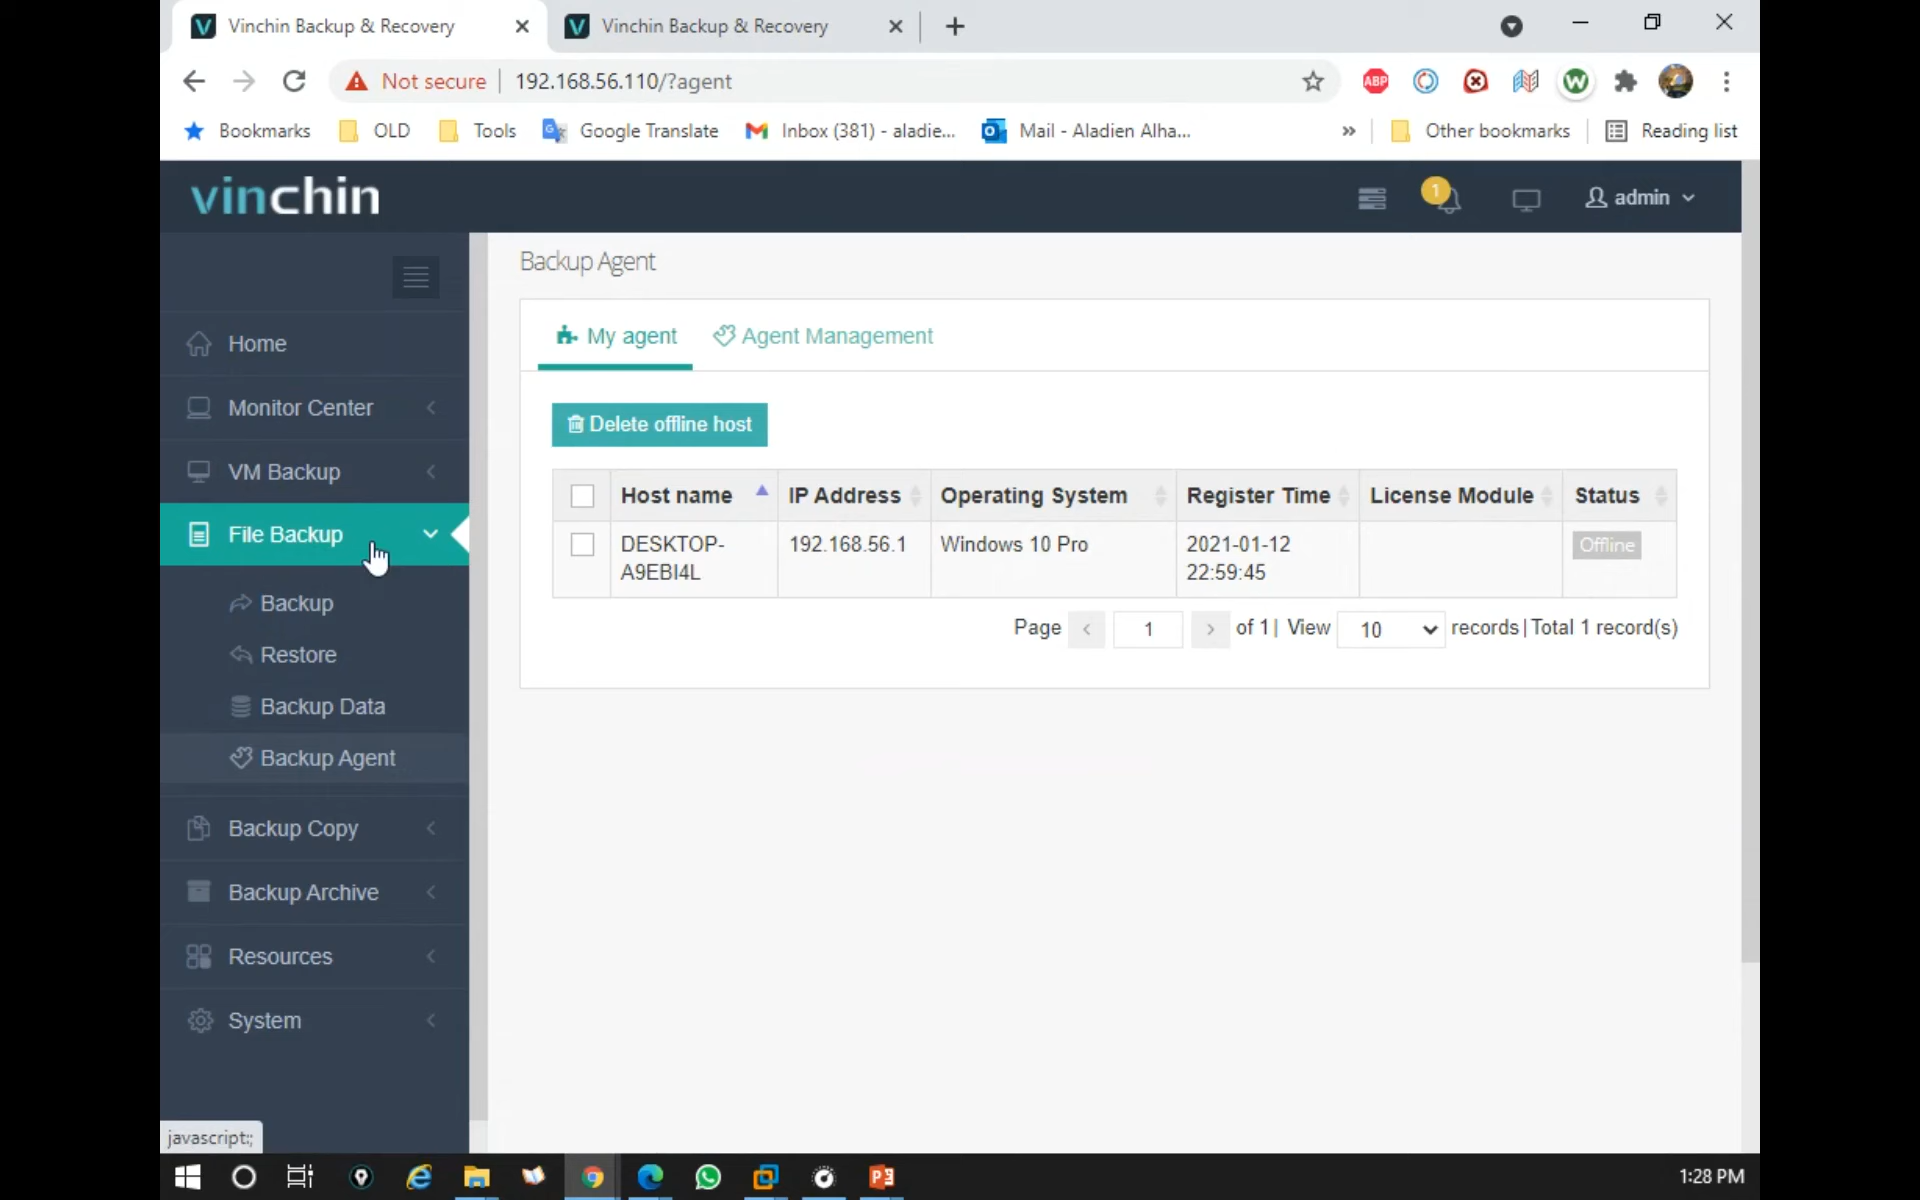 Vinchin Backup & Recovery
Vinchin Backup & Recovery
Not secure
192.168.56.110/?agent
ABP
W
Bookmarks
OLD
Tools
Google Translate
Inbox (381) - aladie...
Mail - Aladien Alha...
»
Other bookmarks
Reading list
vinchin
1
admin
Home
Monitor Center
VM Backup
File Backup
Backup
Restore
Backup Data
Backup Agent
Backup Copy
Backup Archive
Resources
System
javascript:;
Backup Agent
My agent
Agent Management
Delete offline host
Host name IP Address Operating System Register Time License Module Status
DESKTOP- 192.168.56.1 Windows 10 Pro 2021-01-12 Offline
A9EBI4L 22:59:45
Page 1 of 1 | View 10 records | Total 1 record(s)
1:28 PM